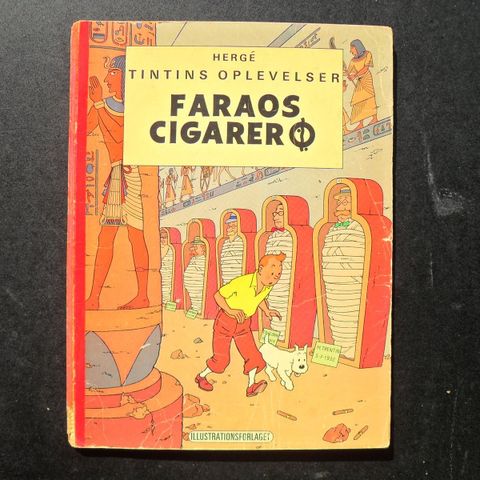 HERGÉ
TINTINS OPLEVELSER
FARAOS
CIGARER
ILLUSTRATIONSFORLAGET